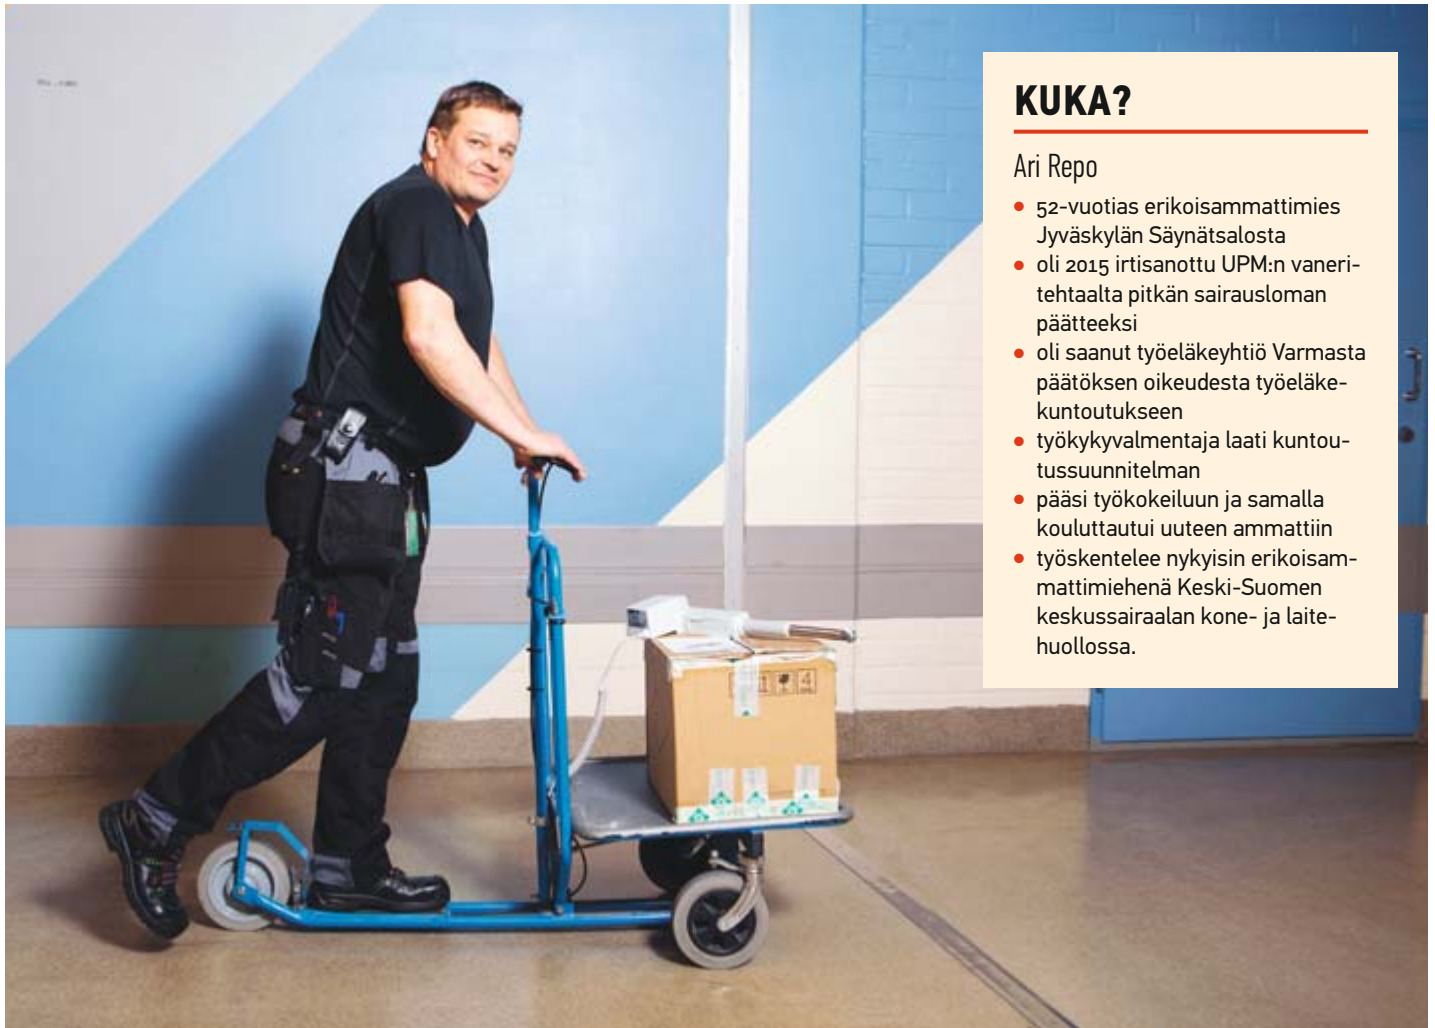 KUKA?
Ari Repo
• 52-vuotias erikoisammattimies
Jyväskylän Säynätsalosta
• oli 2015 irtisanottu UPM:n vaneri-
tehtaalta pitkän sairausloman
päätteeksi
• oli saanut työeläkeyhtiö Varmasta
päätöksen oikeudesta työeläke-
kuntoutukseen
• työkykyvalmentaja laati kuntou-
tussuunnitelman
• pääsi työkokeiluun ja samalla
kouluttautui uuteen ammattiin
• työskentelee nykyisin erikoisam-
mattimiehenä Keski-Suomen
keskussairaalan kone- ja laite-
huollossa.
4